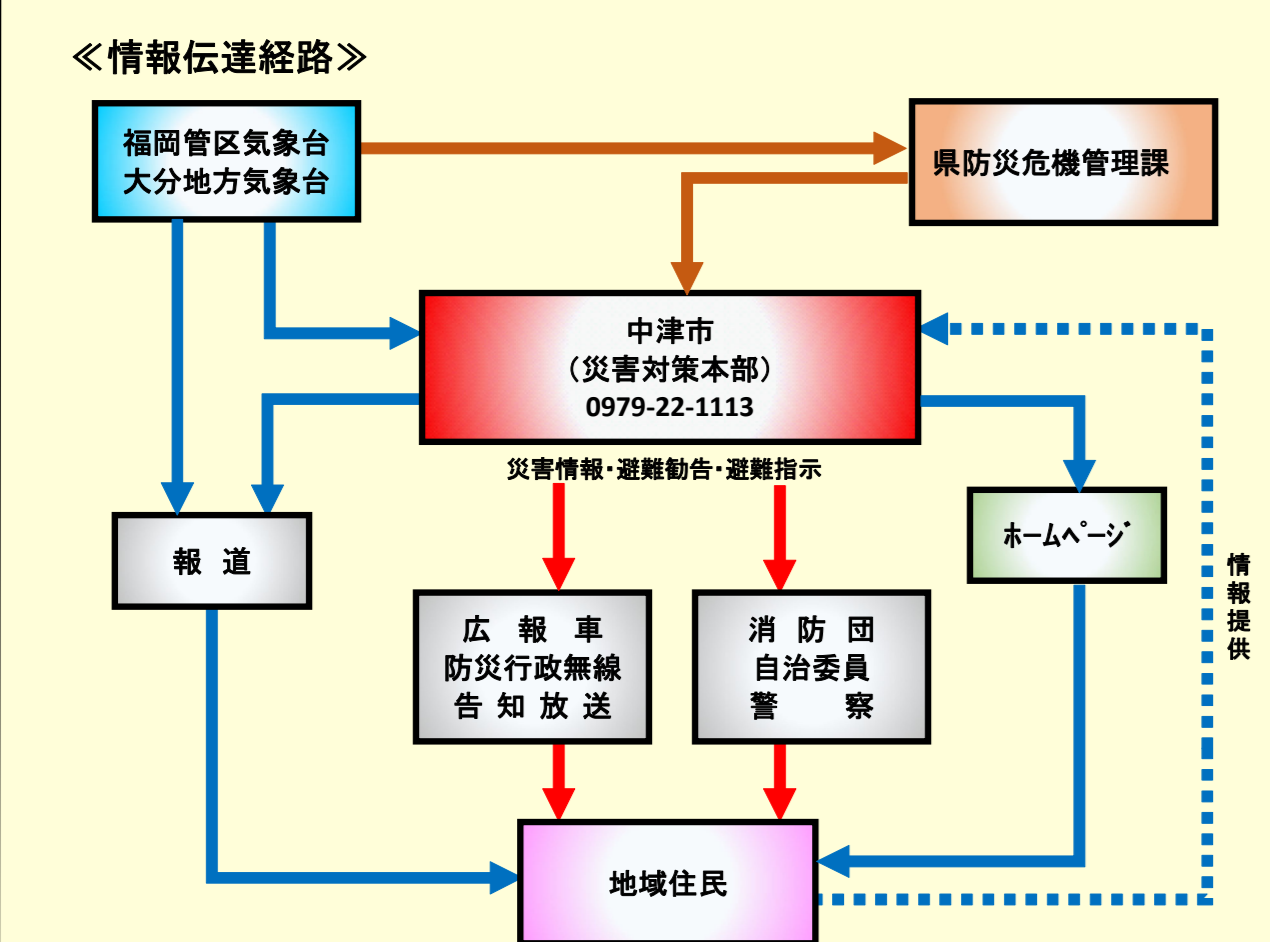 ≪情報伝達経路≫
福岡管区気象台
大分地方気象台
県防災危機管理課
中津市
（災害対策本部）
0979-22-1113
災害情報・避難勧告・避難指示
報 道
ﾎｰﾑﾍﾟｰｼﾞ
情報提供
広 報 車
防災行政無線
告 知 放 送
消 防 団
自治委員
警 察
地域住民